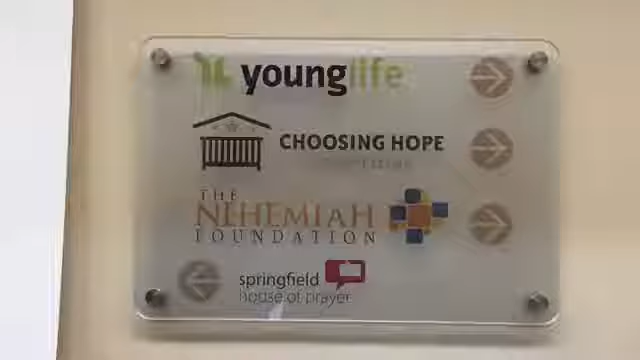 younglife
CHOOSING HOPE
THE
NEHEMIAH
FOUNDATION
springfield
house of prayer